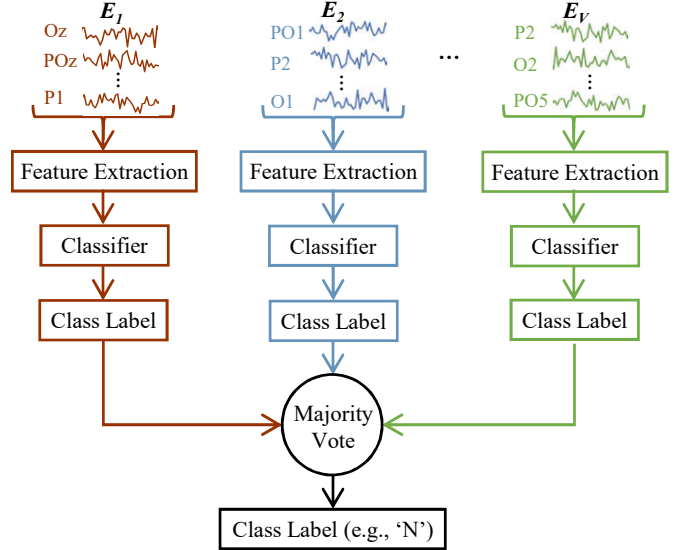 E1 E2 EV
Oz PO1 P2
POz P2 O2
... ... ... ...
P1 O1 PO5
Feature Extraction Feature Extraction Feature Extraction
Classifier Classifier Classifier
Class Label Class Label Class Label
Majority
Vote
Class Label (e.g., ‘N’)